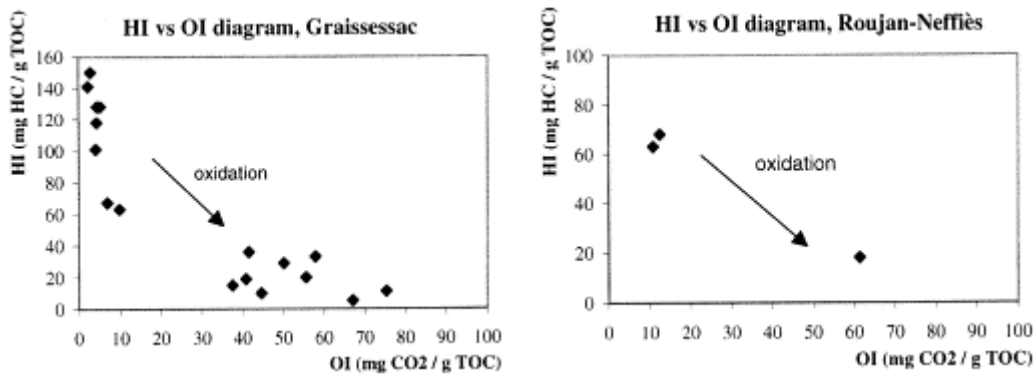 HI vs OI diagram, Graissessac
HI (mg HC / g TOC)
160
140
120
100
80
60
40
20
0
oxidation
0 10 20 30 40 50 60 70 80 90 100
OI (mg CO2 / g TOC)
HI vs OI diagram, Roujan-Neffiès
HI (mg HC / g TOC)
100
80
60
40
20
0
oxidation
0 10 20 30 40 50 60 70 80 90 100
OI (mg CO2 / g TOC)